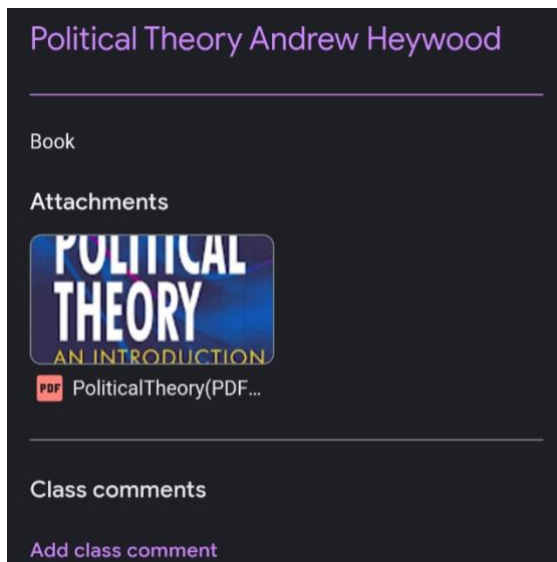 Political Theory Andrew Heywood
Book
Attachments
POLITICAL
THEORY
AN INTRODUCTION
PDF PoliticalTheory(PDF...
Class comments
Add class comment